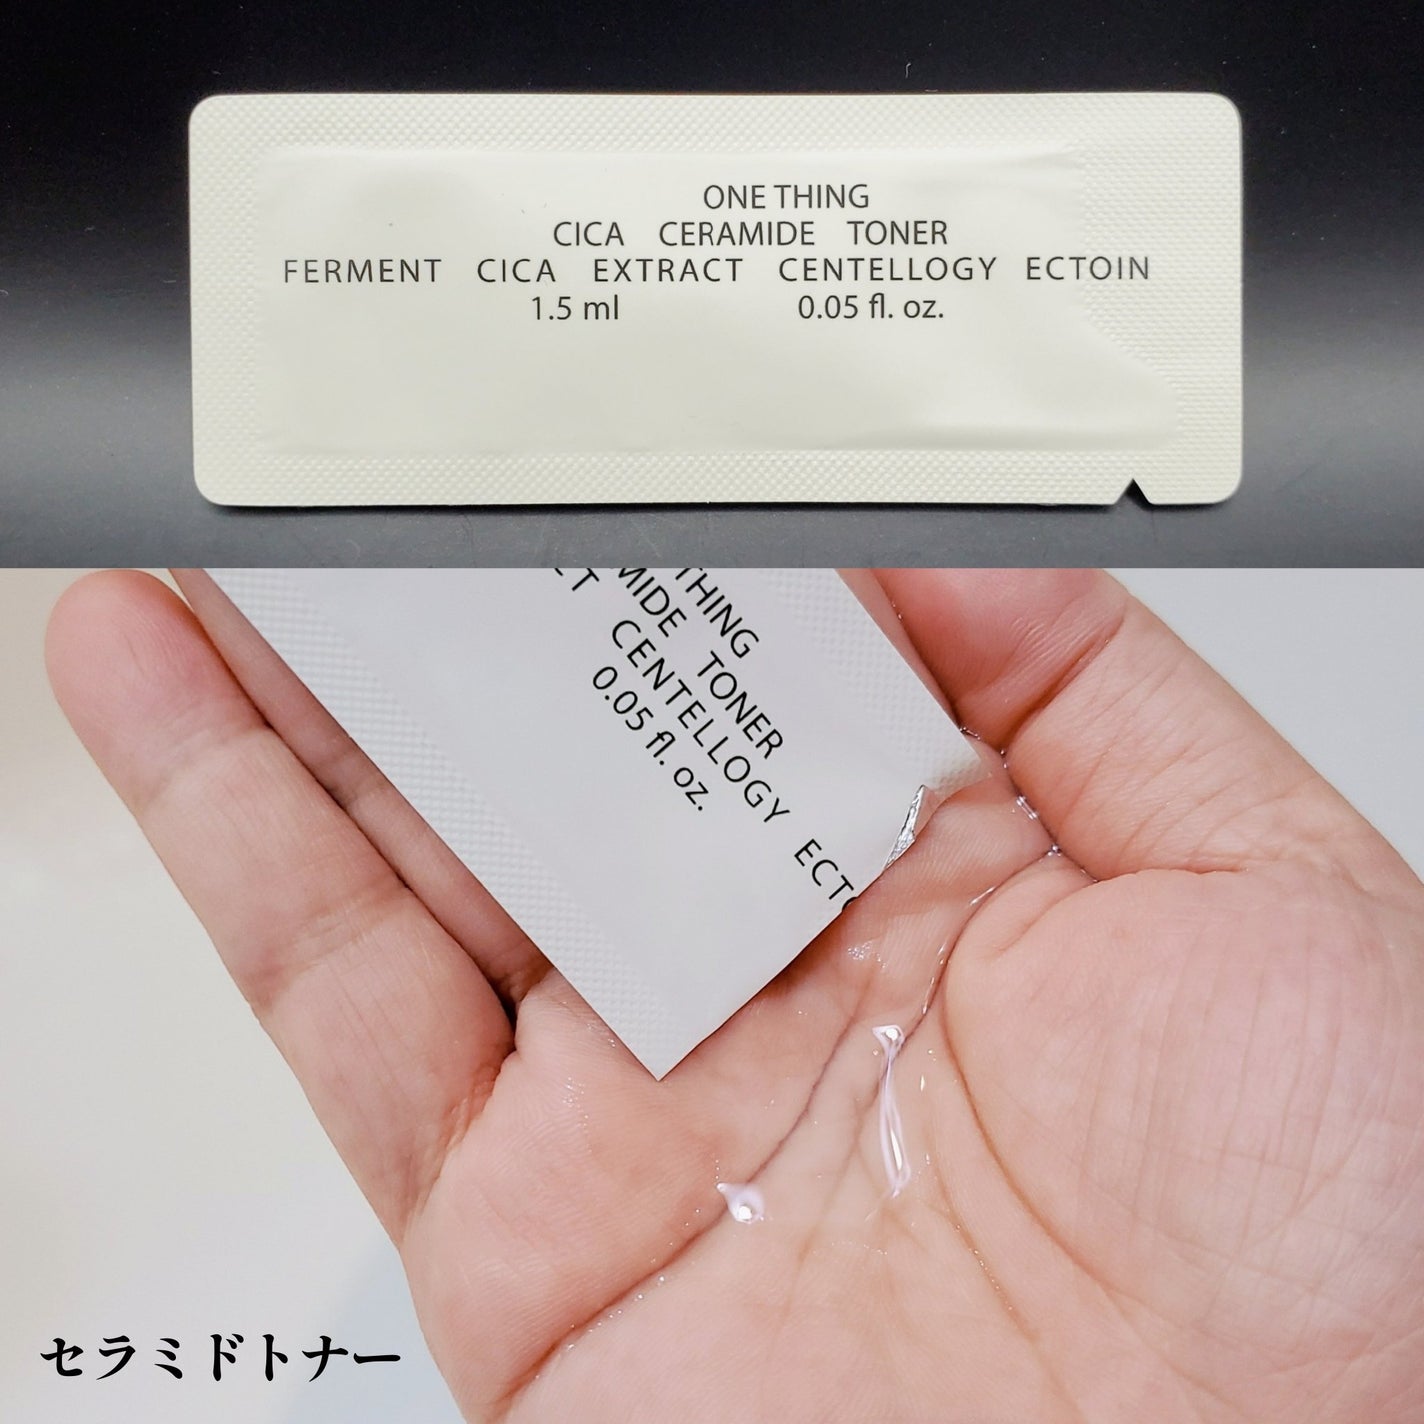 ONE THING
CICA CERAMIDE TONER
FERMENT CICA EXTRACT CENTELLOGY ECTOIN
1.5 ml 0.05 fl. oz.
THING
MIDE TONER
CENTELLOGY ECTO
0.05 fl. oz.
セラミドトナー